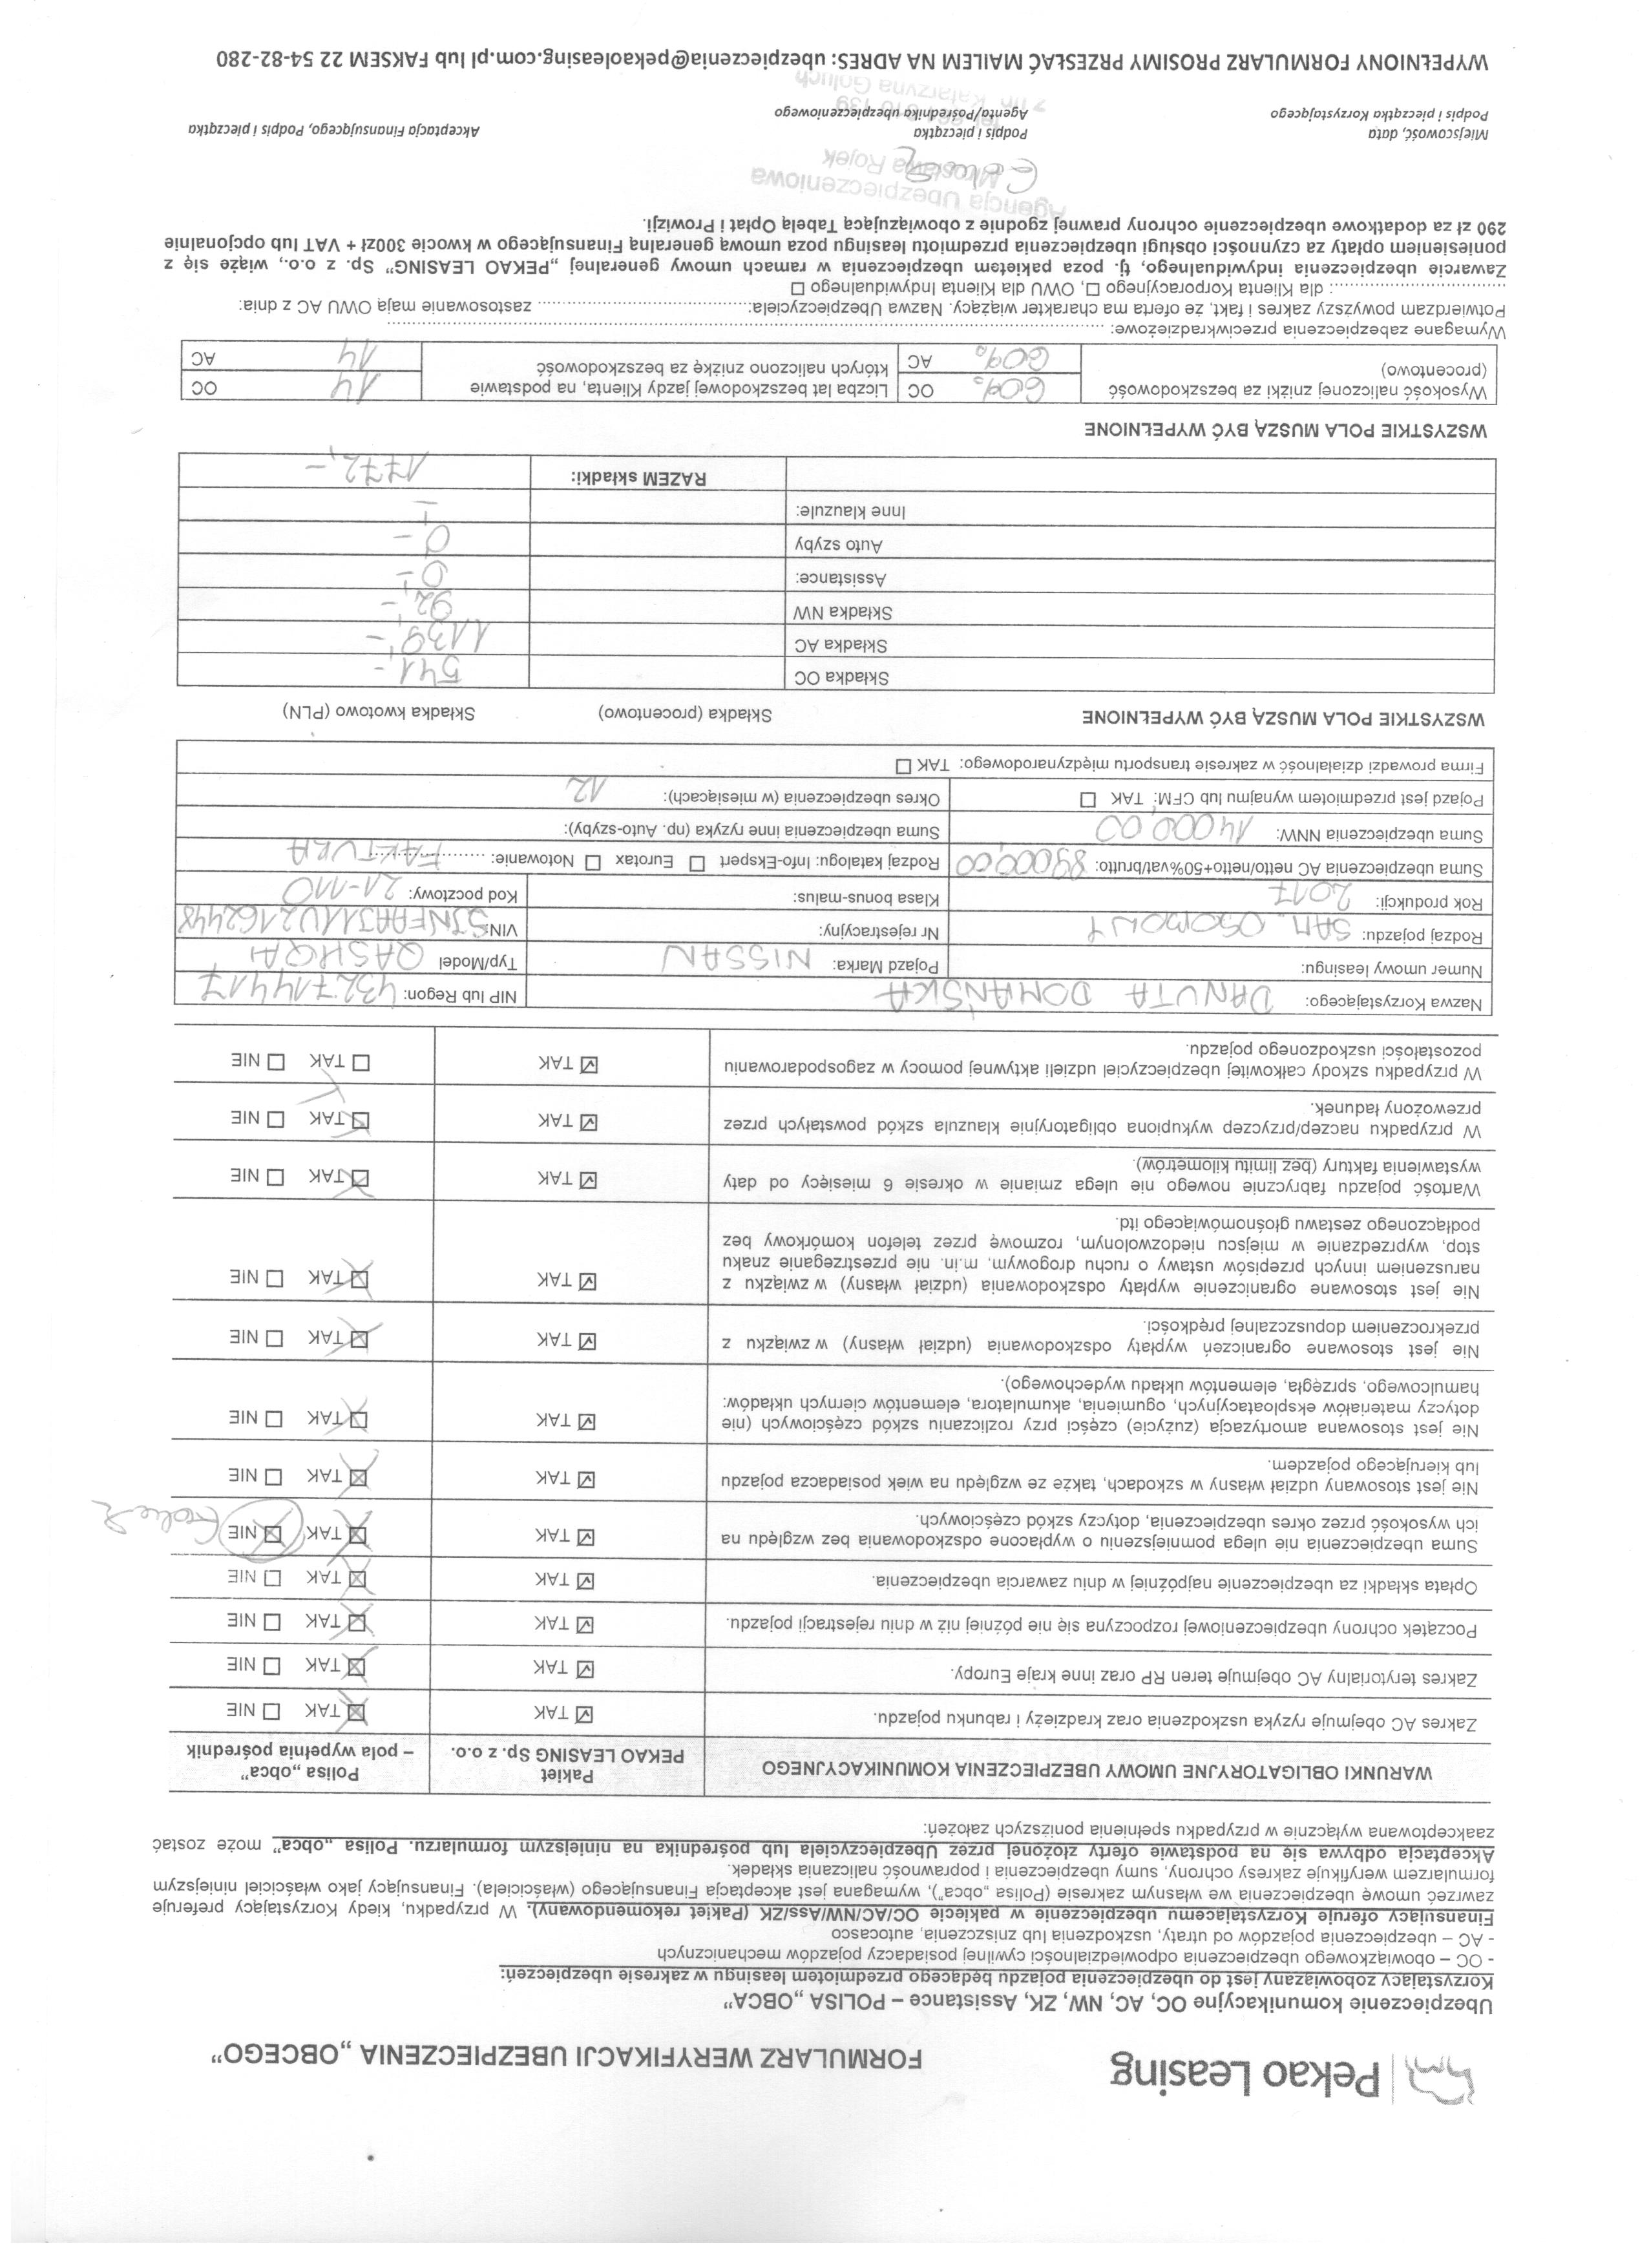 Pekao Leasing
FORMULARZ WERYFIKACJI UBEZPIECZENIA „OBCEGO”
Ubezpieczenie komunikacyjne OC, AC, NW, ZK, Assistance – POLISA „OBCA”
Korzystający zobowiązany jest do ubezpieczenia pojazdu będącego przedmiotem leasingu w zakresie ubezpieczeń:
- OC – obowiązkowego ubezpieczenia odpowiedzialności cywilnej posiadaczy pojazdów mechanicznych
- AC – ubezpieczenia pojazdów od utraty, uszkodzenia lub zniszczenia, autocasco
Finansujący oferuje Korzystającemu ubezpieczenie w pakiecie OC/AC/NW/Ass/ZK (Pakiet rekomendowany). W przypadku, kiedy Korzystający preferuje
zawrzeć umowę ubezpieczenia we własnym zakresie (Polisa „obca”), wymagana jest akceptacja Finansującego (właściciela). Finansujący jako właściciel niniejszym
formularzem weryfikuje zakresy ochrony, sumy ubezpieczenia i poprawność naliczania składek.
Akceptacja odbywa się na podstawie oferty złożonej przez Ubezpieczyciela lub pośrednika na niniejszym formularzu. Polisa „obca” może zostać
zaakceptowana wyłącznie w przypadku spełnienia poniższych założeń:
WARUNKI OBLIGATORYJNE UMOWY UBEZPIECZENIA KOMUNIKACYJNEGO
Pakiet
PEKAO LEASING Sp. z o.o.
Polisa „obca”
– pola wypełnia pośrednik
Zakres AC obejmuje ryzyka uszkodzenia oraz kradzieży i rabunku pojazdu.
☑ TAK ☒ TAK ☐ NIE
Zakres terytorialny AC obejmuje teren RP oraz inne kraje Europy.
☑ TAK ☒ TAK ☐ NIE
Początek ochrony ubezpieczeniowej rozpoczyna się nie później niż w dniu rejestracji pojazdu.
☑ TAK ☒ TAK ☐ NIE
Opłata składki za ubezpieczenie najpóźniej w dniu zawarcia ubezpieczenia.
☑ TAK ☒ TAK ☐ NIE
Suma ubezpieczenia nie ulega pomniejszeniu o wypłacone odszkodowania bez względu na
ich wysokość przez okres ubezpieczenia, dotyczy szkód częściowych.
☑ TAK ☒ TAK ☒ NIE
Nie jest stosowany udział własny w szkodach, także ze względu na wiek posiadacza pojazdu
lub kierującego pojazdem.
☑ TAK ☒ TAK ☐ NIE
Nie jest stosowana amortyzacja (zużycie) części przy rozliczaniu szkód częściowych (nie
dotyczy materiałów eksploatacyjnych, ogumienia, akumulatora, elementów ciernych układów:
hamulcowego, sprzęgła, elementów układu wydechowego).
☑ TAK ☒ TAK ☐ NIE
Nie jest stosowane ograniczeń wypłaty odszkodowania (udział własny) w związku z
przekroczeniem dopuszczalnej prędkości.
☑ TAK ☒ TAK ☐ NIE
Nie jest stosowane ograniczenie wypłaty odszkodowania (udział własny) w związku z
naruszeniem innych przepisów ustawy o ruchu drogowym, m.in. nie przestrzeganie znaku
stop, wyprzedzanie w miejscu niedozwolonym, rozmowę przez telefon komórkowy bez
podłączonego zestawu głośnomówiącego itd.
☑ TAK ☒ TAK ☐ NIE
Wartość pojazdu fabrycznie nowego nie ulega zmianie w okresie 6 miesięcy od daty
wystawienia faktury (bez limitu kilometrów).
☑ TAK ☒ TAK ☐ NIE
W przypadku naczep/przyczep wykupiona obligatoryjnie klauzula szkód powstałych przez
przewożony ładunek.
☑ TAK ☒ TAK ☐ NIE
W przypadku szkody całkowitej ubezpieczyciel udzieli aktywnej pomocy w zagospodarowaniu
pozostałości uszkodzonego pojazdu.
☑ TAK ☐ TAK ☐ NIE
Nazwa Korzystającego: DANUTA DOMAŃSKA NIP lub Regon: 432714417
Numer umowy leasingu: Pojazd Marka: NISSAN Typ/Model QASHQAI
Rodzaj pojazdu: SAM. OSOBOWY Nr rejestracyjny: VIN: SJNFAAJ11U2162448
Rok produkcji: 2017 Klasa bonus-malus: Kod pocztowy: 21-110
Suma ubezpieczenia AC netto/netto+50%vat/brutto: 89000,00 Rodzaj katalogu: Info-Ekspert ☐ Eurotax ☐ Notowanie: FAKTURA
Suma ubezpieczenia NNW: 14000,00 Suma ubezpieczenia inne ryzyka (np. Auto-szyby):
Pojazd jest przedmiotem wynajmu lub CFM: TAK ☐ Okres ubezpieczenia (w miesiącach): 12
Firma prowadzi działalność w zakresie transportu międzynarodowego: TAK ☐
WSZYSTKIE POLA MUSZĄ BYĆ WYPEŁNIONE Składka (procentowo) Składka kwotowo (PLN)
Składka OC 541,-
Składka AC 1139,-
Składka NW 92,-
Assistance: 0-
Auto szyby 0,-
Inne klauzule: -
RAZEM składki: 1772,-
WSZYSTKIE POLA MUSZĄ BYĆ WYPEŁNIONE
Wysokość naliczonej zniżki za bezszkodowość
(procentowo)
60% OC
60% AC
Liczba lat bezszkodowej jazdy Klienta, na podstawie
których naliczono zniżkę za bezszkodowość
14 OC
14 AC
Wymagane zabezpieczenia przeciwkradzieżowe:
Potwierdzam powyższy zakres i fakt, że oferta ma charakter wiążący. Nazwa Ubezpieczyciela: zastosowanie mają OWU AC z dnia:
: dla Klienta Korporacyjnego ☐, OWU dla Klienta Indywidualnego ☐
Zawarcie ubezpieczenia indywidualnego, tj. poza pakietem ubezpieczenia w ramach umowy generalnej „PEKAO LEASING” Sp. z o.o., wiąże się z
poniesieniem opłaty za czynności obsługi ubezpieczenia przedmiotu leasingu poza umową generalną Finansującego w kwocie 300zł + VAT lub opcjonalnie
290 zł za dodatkowe ubezpieczenie ochrony prawnej zgodnie z obowiązującą Tabelą Opłat i Prowizji.
Agencja Ubezpieczeniowa
Mirosława Rojek
Miejscowość, data
Podpis i pieczątka Korzystającego
Podpis i pieczątka
Agenta/Pośrednika ubezpieczeniowego
Katarzyna Goluch
Akceptacja Finansującego, Podpis i pieczątka
WYPEŁNIONY FORMULARZ PROSIMY PRZESŁAĆ MAILEM NA ADRES: ubezpieczenia@pekaoleasing.com.pl lub FAKSEM 22 54-82-280